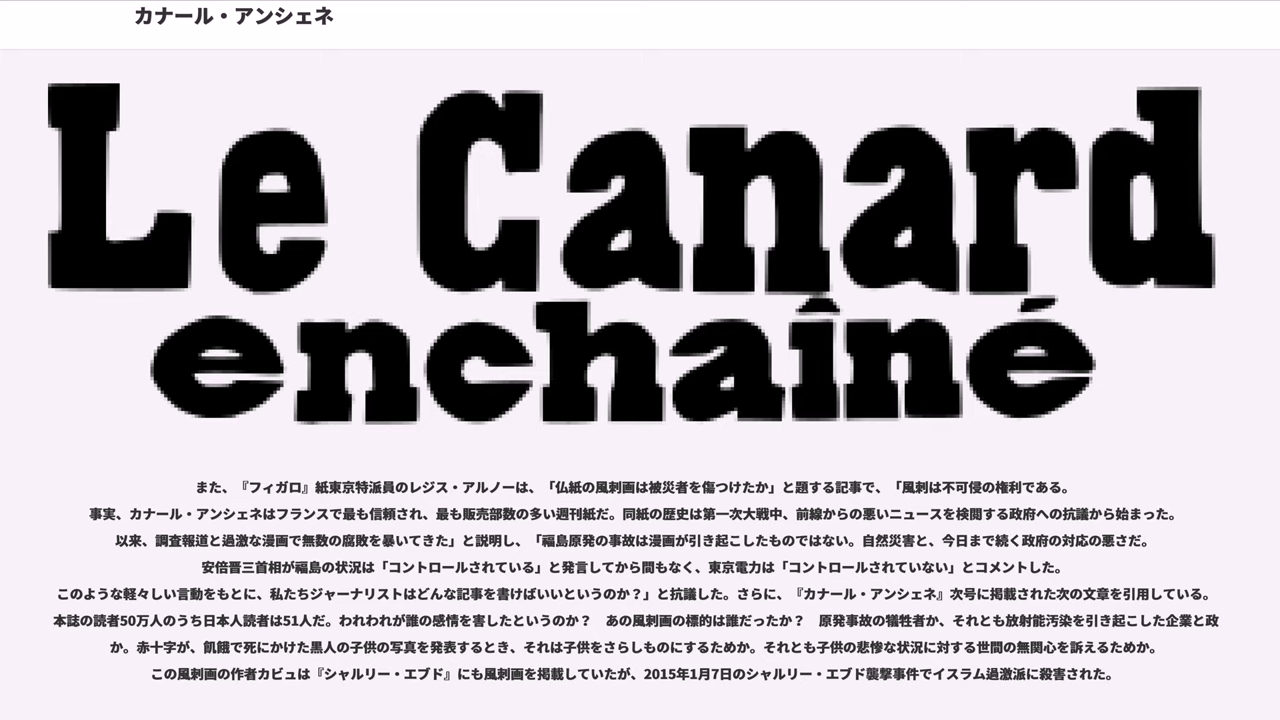 カナール・アンシェネ
Le Canard
enchaîné
また、『フィガロ』紙東京特派員のレジス・アルノーは、「仏紙の風刺画は被災者を傷つけたか」と題する記事で、「風刺は不可侵の権利である。
事実、カナール・アンシェネはフランスで最も信頼され、最も販売部数の多い週刊紙だ。同紙の歴史は第一次大戦中、前線からの悪いニュースを検閲する政府への抗議から始まった。
以来、調査報道と過激な漫画で無数の腐敗を暴いてきた」と説明し、「福島原発の事故は漫画が引き起こしたものではない。自然災害と、今日まで続く政府の対応の悪さだ。
安倍晋三首相が福島の状況は「コントロールされている」と発言してから間もなく、東京電力は「コントロールされていない」とコメントした。
このような軽々しい言動をもとに、私たちジャーナリストはどんな記事を書けばいいというのか？」と抗議した。さらに、『カナール・アンシェネ』次号に掲載された次の文章を引用している。
本誌の読者50万人のうち日本人読者は51人だ。われわれが誰の感情を害したというのか？　あの風刺画の標的は誰だったか？　原発事故の犠牲者か、それとも放射能汚染を引き起こした企業と政
か。赤十字が、飢餓で死にかけた黒人の子供の写真を発表するとき、それは子供をさらしものにするためか。それとも子供の悲惨な状況に対する世間の無関心を訴えるためか。
この風刺画の作者カビュは『シャルリー・エブド』にも風刺画を掲載していたが、2015年1月7日のシャルリー・エブド襲撃事件でイスラム過激派に殺害された。